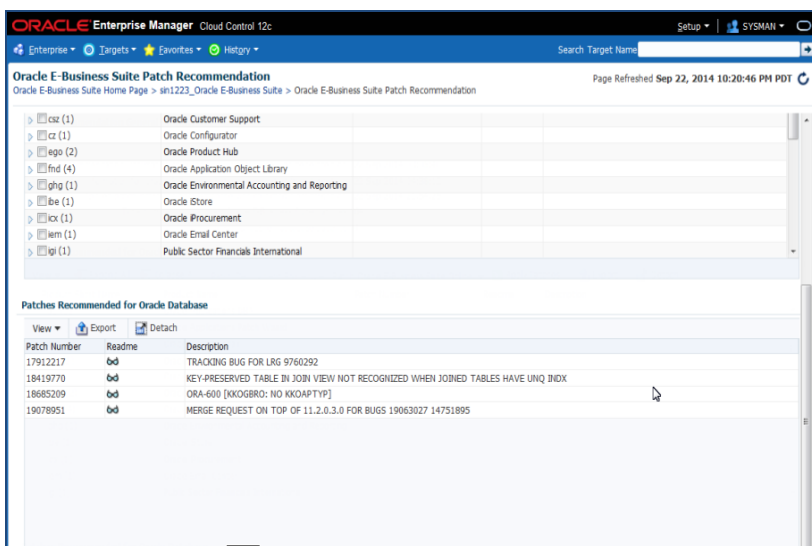 ORACLE Enterprise Manager Cloud Control 12c Setup SYSMAN
Enterprise Targets Favorites History Search Target Name
Oracle E-Business Suite Patch Recommendation Page Refreshed Sep 22, 2014 10:20:46 PM PDT
Oracle E-Business Suite Home Page > sin1223_Oracle E-Business Suite > Oracle E-Business Suite Patch Recommendation
csz (1) Oracle Customer Support
cz (1) Oracle Configurator
ego (2) Oracle Product Hub
fnd (4) Oracle Application Object Library
ghg (1) Oracle Environmental Accounting and Reporting
ibe (1) Oracle iStore
icx (1) Oracle iProcurement
iem (1) Oracle Email Center
igi (1) Public Sector Financials International
Patches Recommended for Oracle Database
View Export Detach
Patch Number Readme Description
17912217 TRACKING BUG FOR LRG 9760292
18419770 KEY-PRESERVED TABLE IN JOIN VIEW NOT RECOGNIZED WHEN JOINED TABLES HAVE UNQ INDX
18685209 ORA-600 [KKOGBRO: NO KKOAPTYP]
19078951 MERGE REQUEST ON TOP OF 11.2.0.3.0 FOR BUGS 19063027 14751895